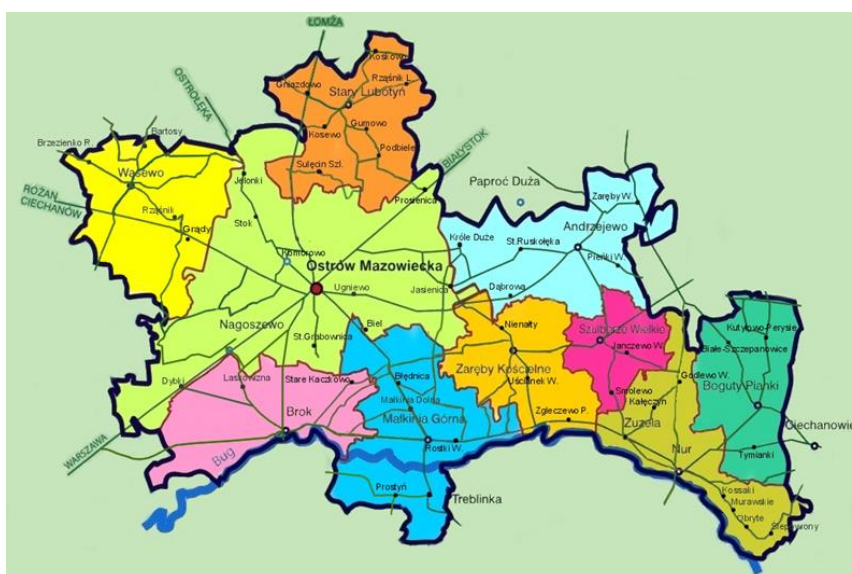 ŁOMŻA
Koskowo
OSTROŁĘKA
Gniazdowo
Rząśnik L.
Stary Lubotyń
Kosewo
Gumowo
Bartosy
Brzezienko R.
Podbiele
BIAŁYSTOK
Wąsewo
Jelonki
Sulęcin Szl.
Paproć Duża
Zaręby W.
RÓŻAN
CIECHANÓW
Prosienica
Rząśnik
Stok
Grądy
Andrzejewo
Króle Duże
St.Ruskołęka
Komorowo
Pieńki W.
Ostrów Mazowiecka
Ugniewo
Jasienica
Dąbrowa
Nagoszewo
Biel
Nienałty
Szulborze Wielkie
Kutyłowo-Perysie
St.Grabownica
Janczewo W.
Białe-Szczepanowice
Zaręby Kościelne
Dybki
Laskowizna
Stare Kaczkowo
Błędnica
Uścianek W.
Godlewo W.
Boguty Pianki
Małkinia Dolna
Smolewo
Kałęczyn
Brok
Małkinia Górna
Zgleczewo P.
Zuzela
Ciechanowiec
WARSZAWA
Bug
Rostki W.
Nur
Tymianki
Prostyń
Treblinka
Kossaki
Murawskie
Obryte
Ślepowrony